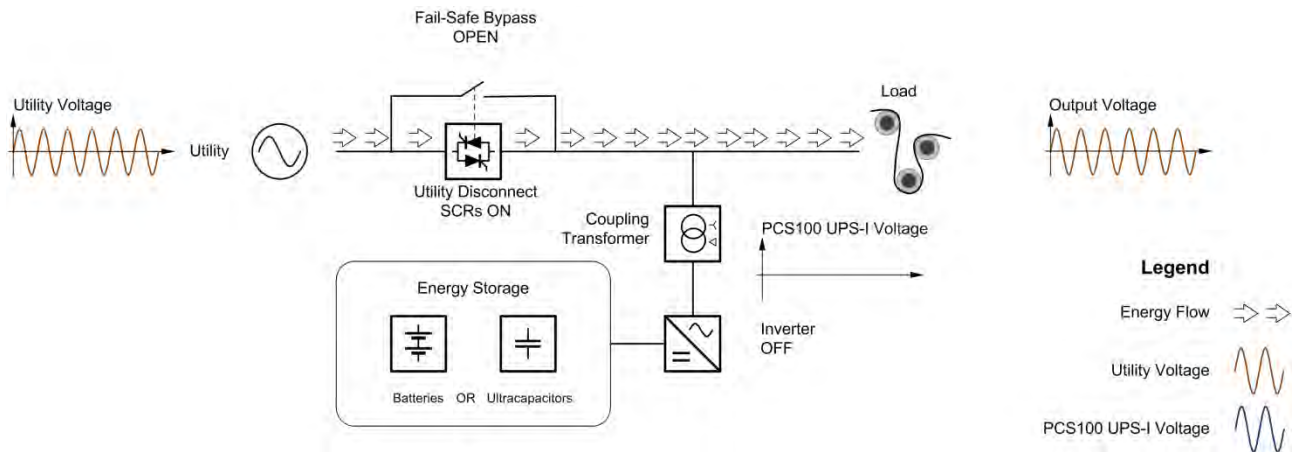 Fail-Safe Bypass
OPEN
Utility Voltage
Utility
Load
Output Voltage
Utility Disconnect
SCRs ON
Coupling
Transformer
PCS100 UPS-I Voltage
Inverter
OFF
Energy Storage
Batteries OR Ultracapacitors
Legend
Energy Flow
Utility Voltage
PCS100 UPS-I Voltage